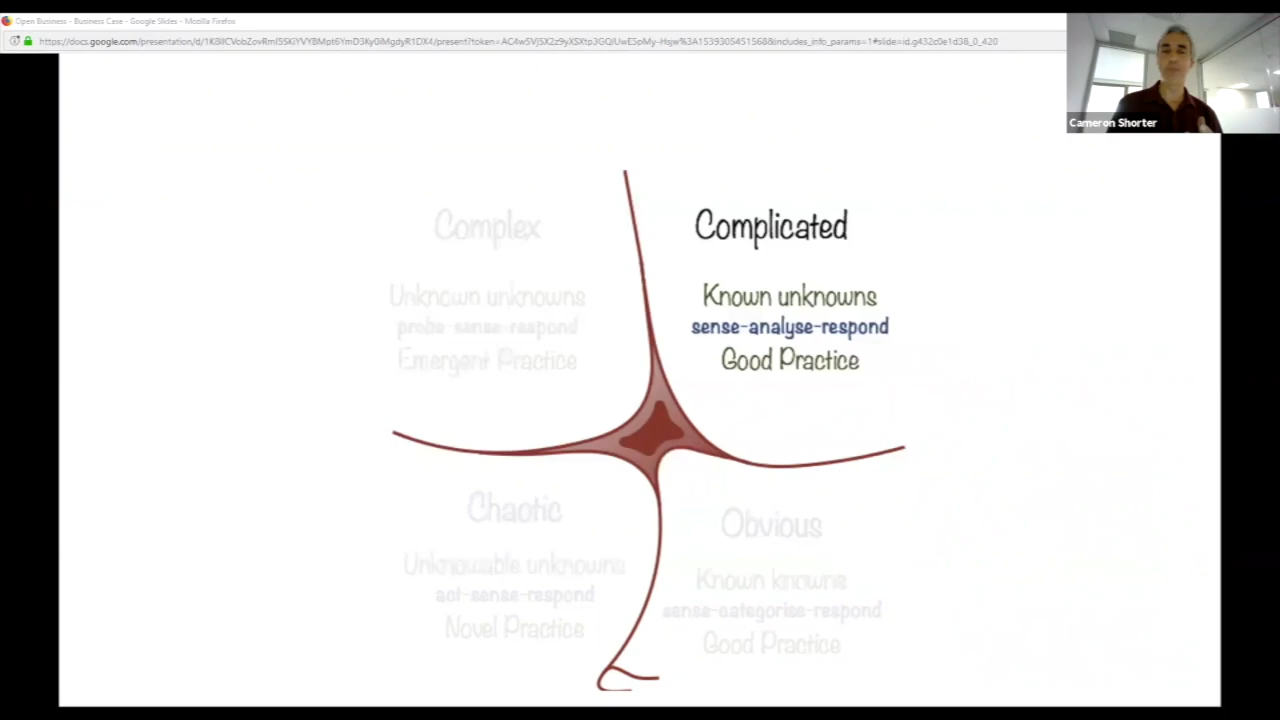 Open Business - Business Case - Google Slides - Mozilla Firefox
Cameron Shorter
Complex
Unknown unknowns
probe-sense-respond
Emergent Practice
Complicated
Known unknowns
sense-analyse-respond
Good Practice
Chaotic
Unknowable unknowns
act-sense-respond
Novel Practice
Obvious
Known knowns
sense-categorise-respond
Good Practice